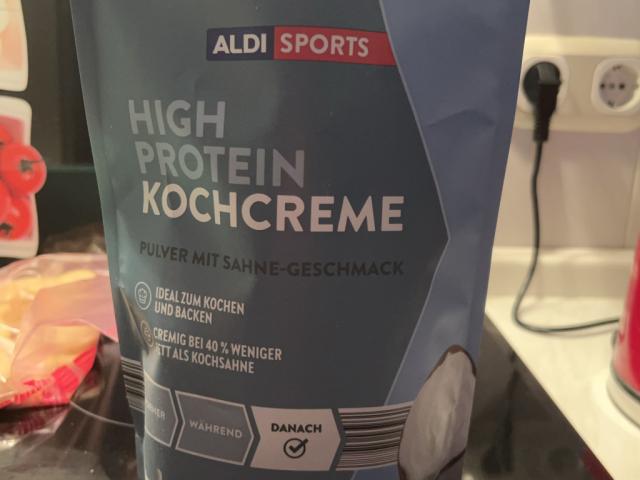 ALDI SPORTS
HIGH
PROTEIN
KOCHCREME
PULVER MIT SAHNE-GESCHMACK
IDEAL ZUM KOCHEN
UND BACKEN
CREMIG BEI 40 % WENIGER
ALS KOCHSAHNE
WÄHREND
DANACH